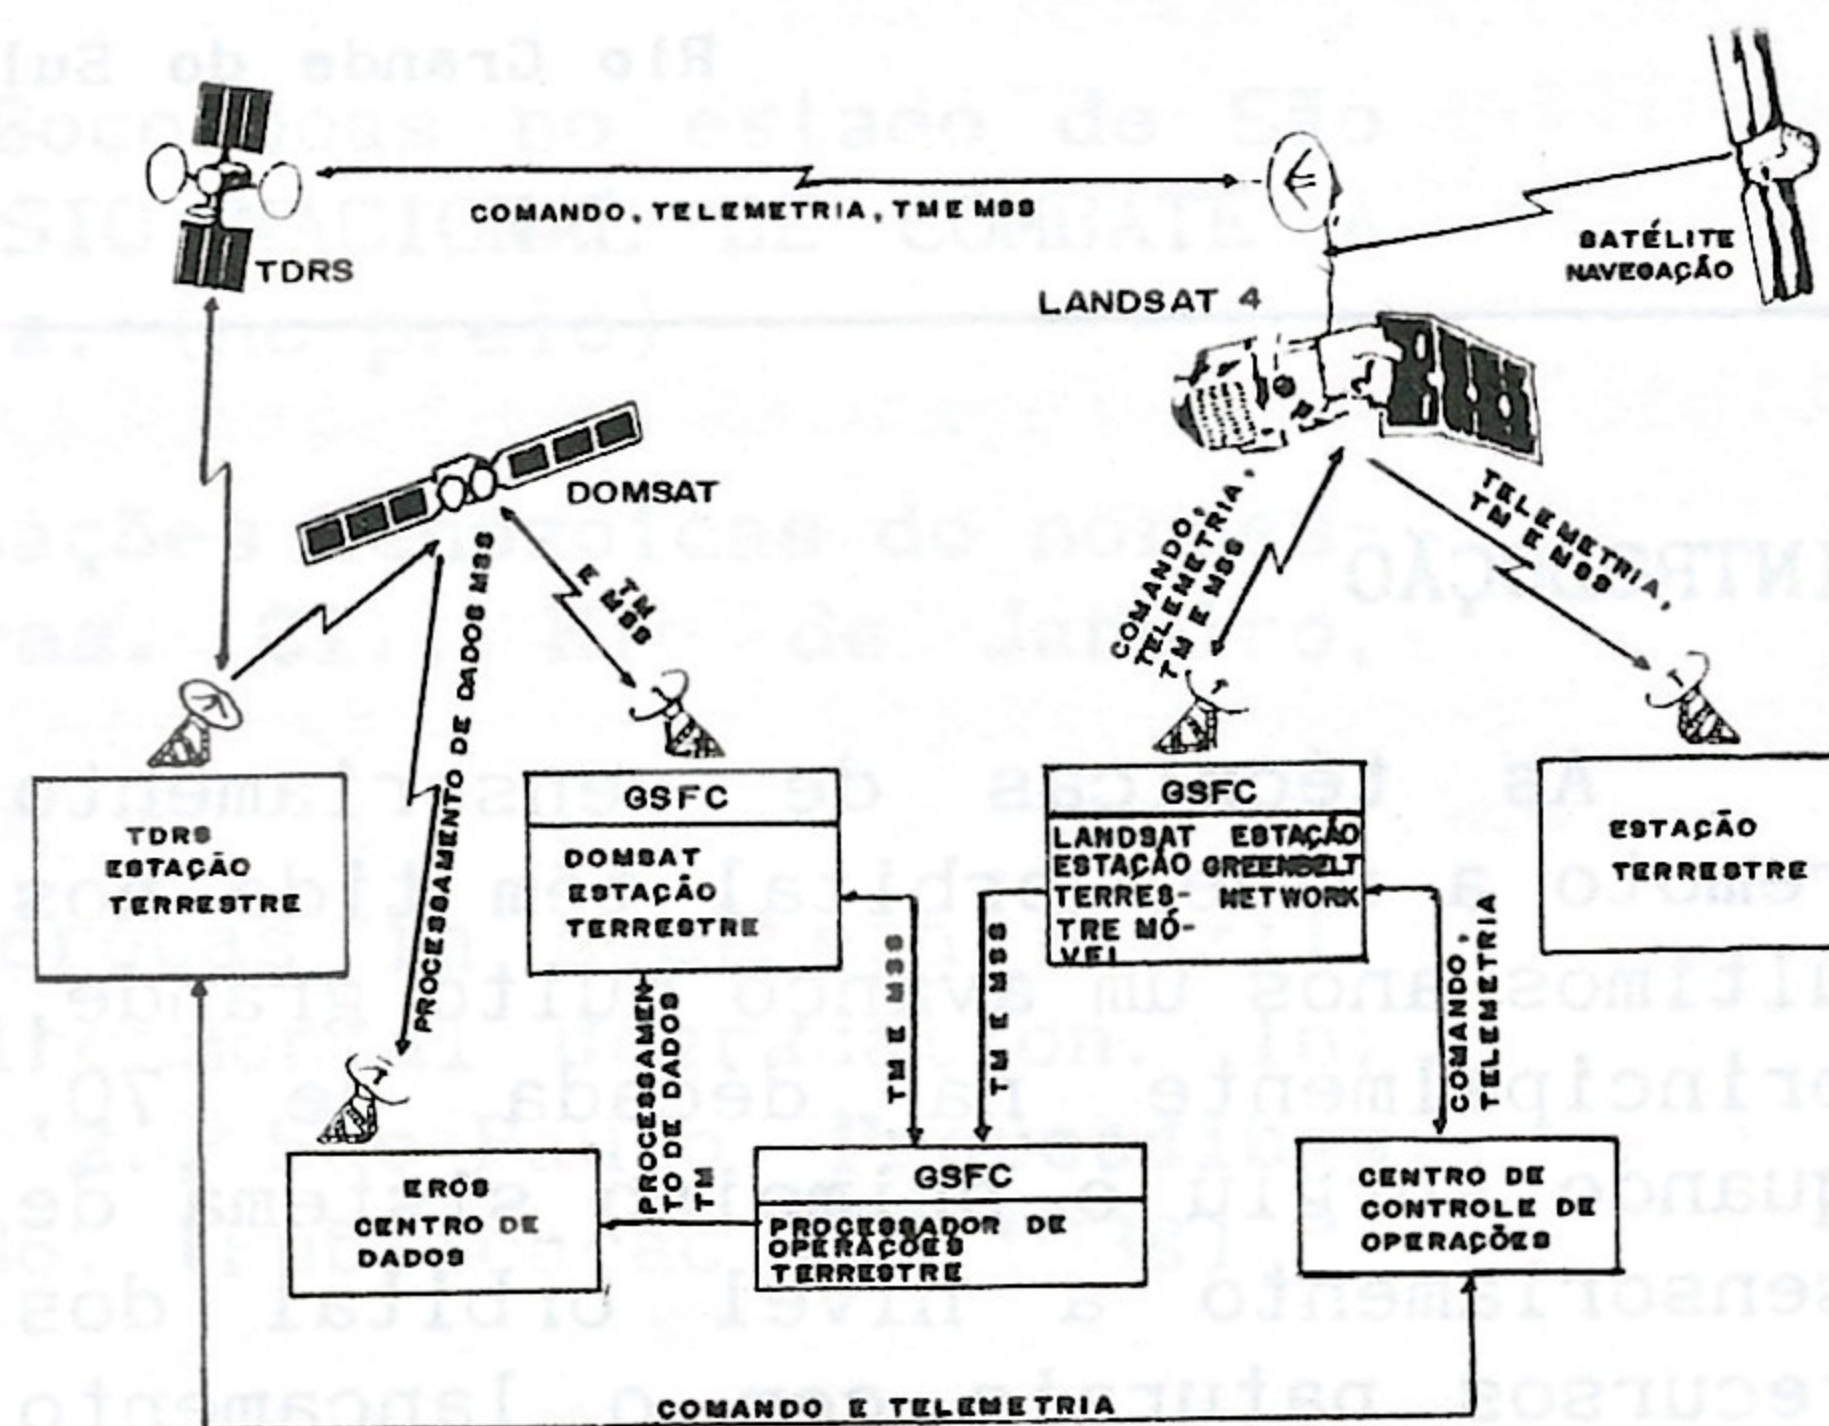 COMANDO, TELEMETRIA, TM E MSS
TDRS
SATÉLITE
NAVEGAÇÃO
LANDSAT 4
DOMSAT
TM
E MSS
PROCESSAMENTO DE DADOS MSS
COMANDO,
TELEMETRIA,
TM E MSS
TELEMETRIA,
TM E MSS
TDRS
ESTAÇÃO
TERRESTRE
GSFC
DOMSAT
ESTAÇÃO
TERRESTRE
GSFC
LANDSAT ESTAÇÃO
ESTAÇÃO GREENBELT
TERRES- NETWORK
TRE MÓ-
VEL
ESTAÇÃO
TERRESTRE
PROCESSAMEN
TO DE DADOS
TM
TM E MSS
TM E MSS
COMANDO,
TELEMETRIA
EROS
CENTRO DE
DADOS
GSFC
PROCESSADOR DE
OPERAÇÕES
TERRESTRE
CENTRO DE
CONTROLE DE
OPERAÇÕES
COMANDO E TELEMETRIA